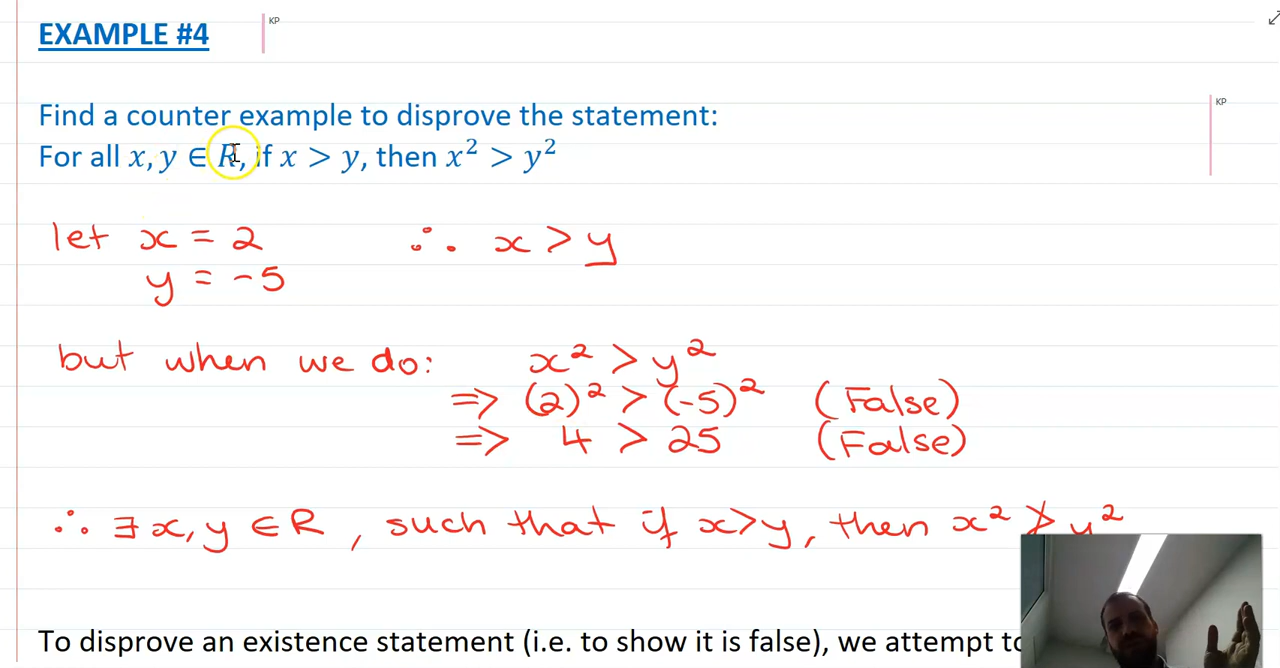 EXAMPLE #4
KP
Find a counter example to disprove the statement:
KP
For all x, y ∈ R, if x > y, then x² > y²
let x = 2 ∴ x > y
y = -5
but when we do: x² > y²
=> (2)² > (-5)² (False)
=> 4 > 25 (False)
∴ ∃ x, y ∈ R, such that if x > y, then x² ≯ y²
To disprove an existence statement (i.e. to show it is false), we attempt to